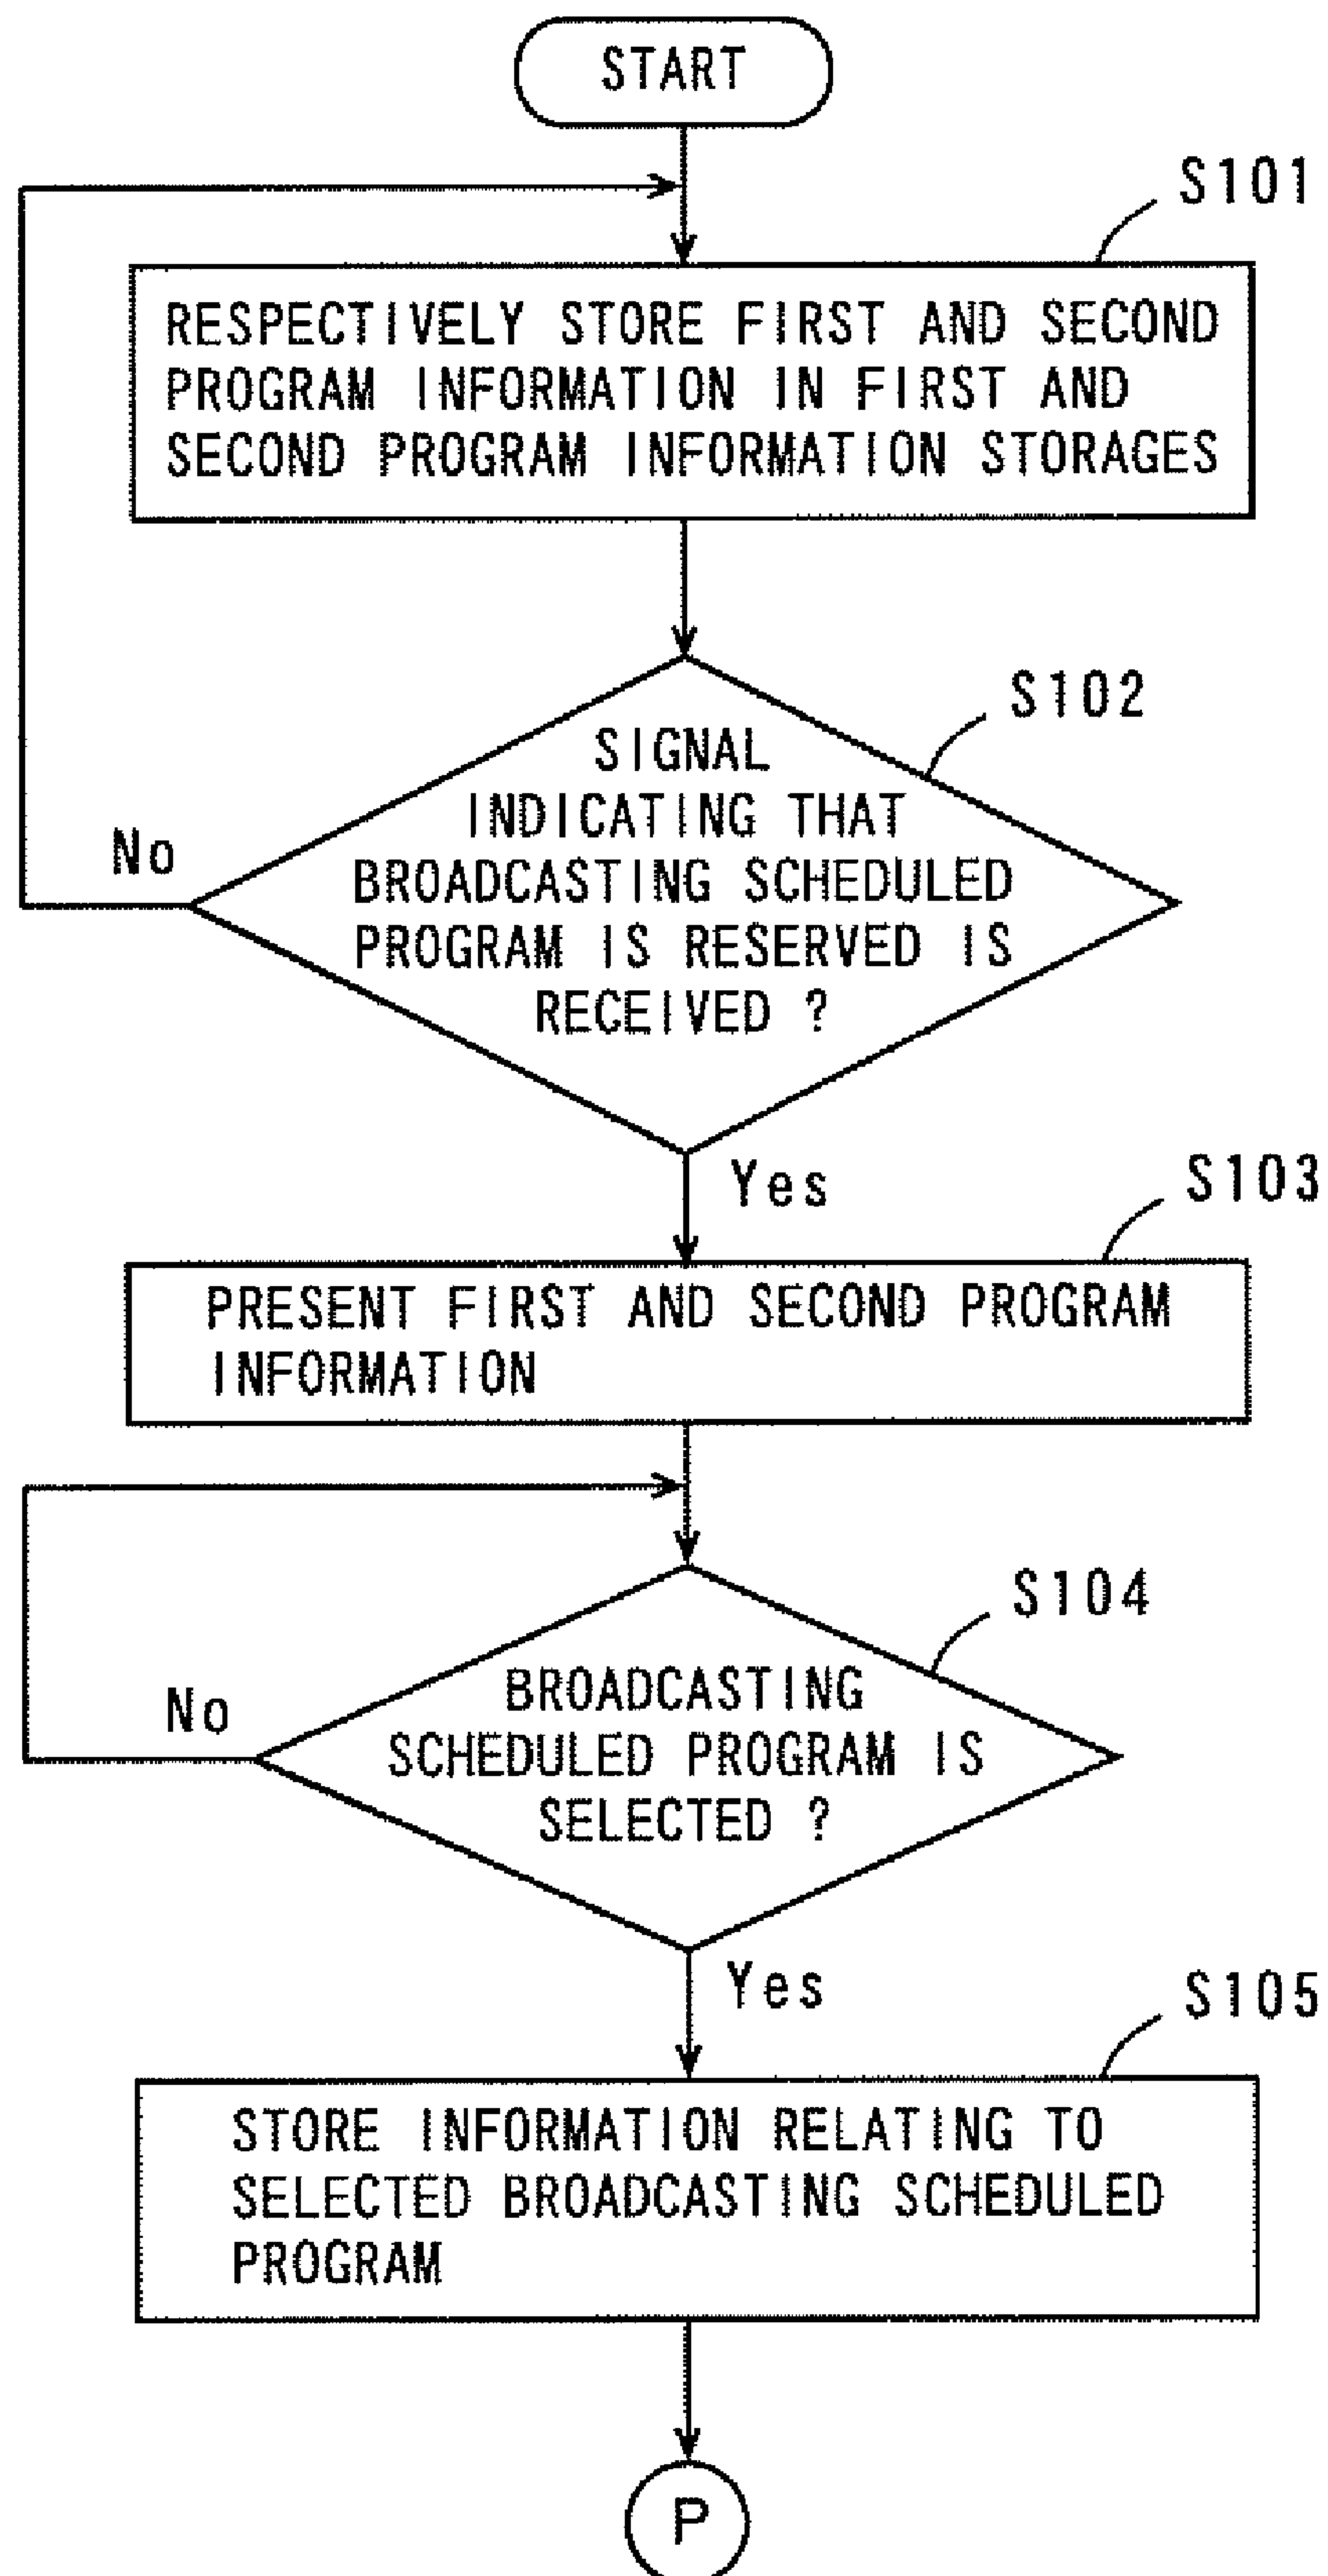 START
S101
RESPECTIVELY STORE FIRST AND SECOND
PROGRAM INFORMATION IN FIRST AND
SECOND PROGRAM INFORMATION STORAGES
S102
SIGNAL
INDICATING THAT
BROADCASTING SCHEDULED
PROGRAM IS RESERVED IS
RECEIVED ?
No
Yes
S103
PRESENT FIRST AND SECOND PROGRAM
INFORMATION
S104
BROADCASTING
SCHEDULED PROGRAM IS
SELECTED ?
No
Yes
S105
STORE INFORMATION RELATING TO
SELECTED BROADCASTING SCHEDULED
PROGRAM
P